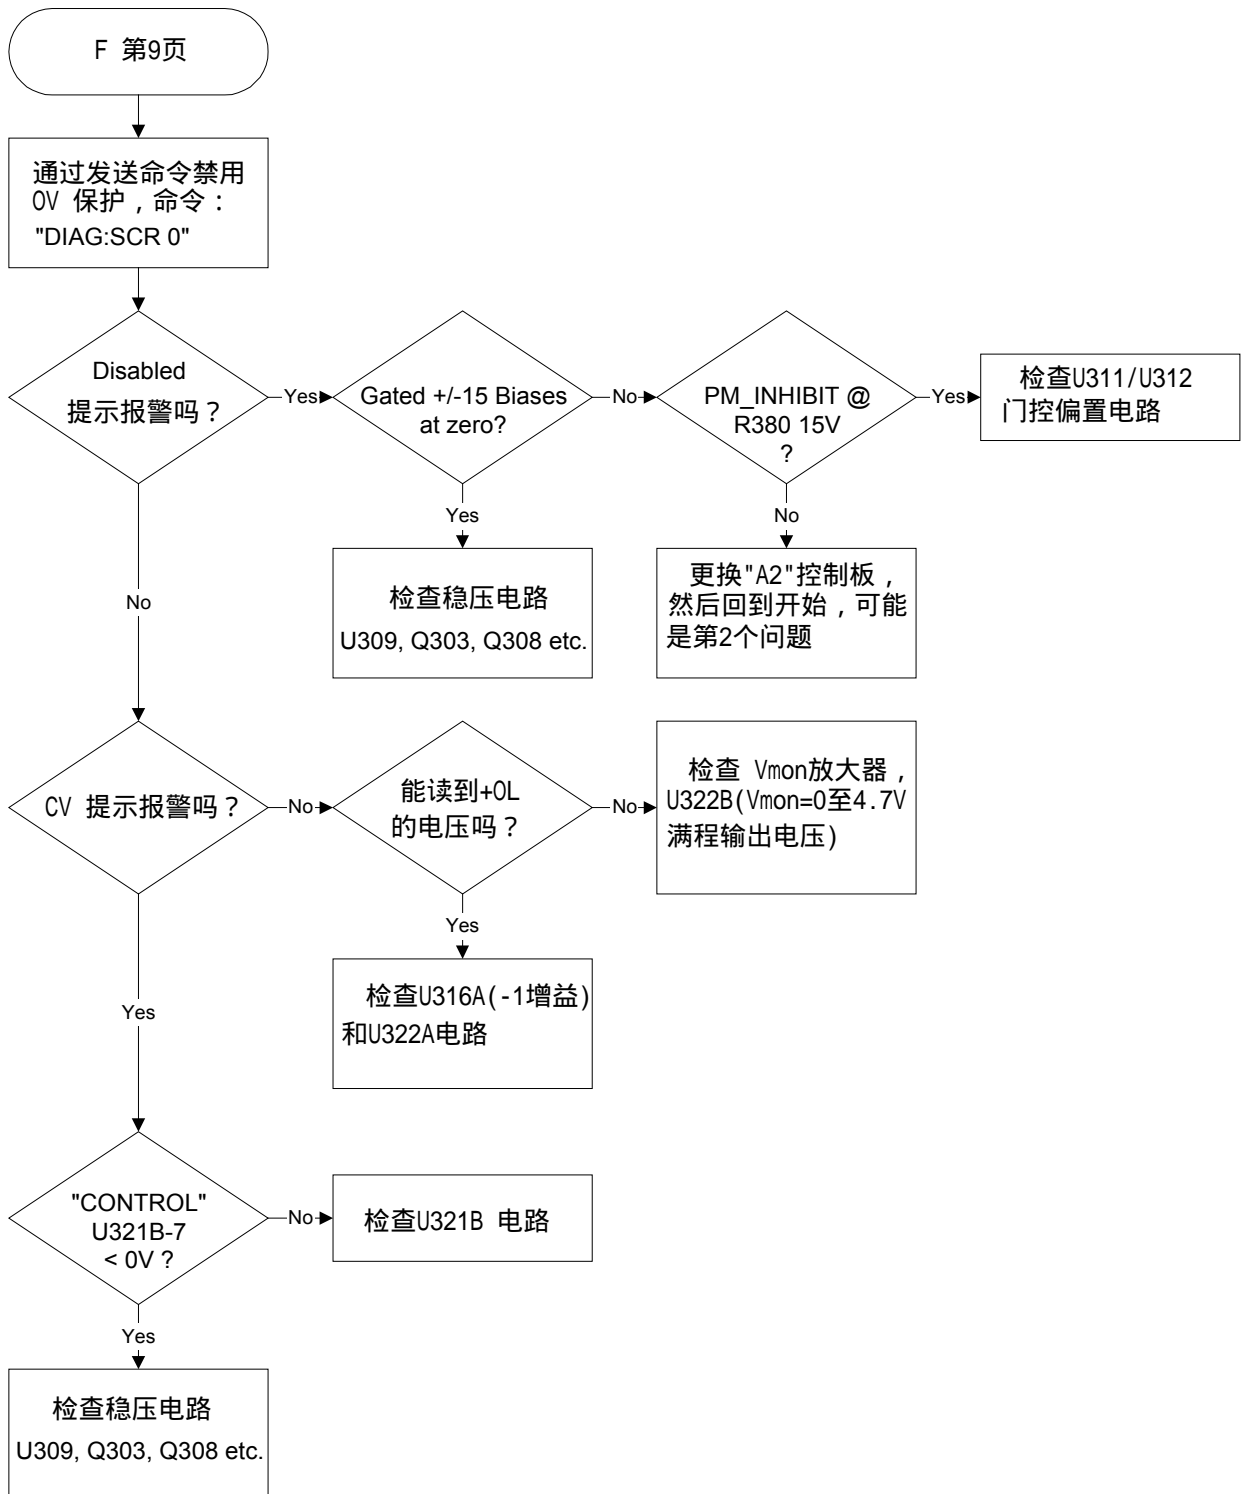 F 第9页
通过发送命令禁用
OV 保护，命令：
"DIAG:SCR 0"
Disabled
提示报警吗？
Yes
Gated +/-15 Biases
at zero?
No
PM_INHIBIT @
R380 15V
?
Yes
检查U311/U312
门控偏置电路
Yes
No
No
检查稳压电路
U309, Q303, Q308 etc.
更换"A2"控制板，
然后回到开始，可能
是第2个问题
CV 提示报警吗？
No
能读到+OL
的电压吗？
No
检查 Vmon放大器，
U322B(Vmon=0至4.7V
满程输出电压)
Yes
Yes
检查U316A(-1增益)
和U322A电路
"CONTROL"
U321B-7
< 0V ?
No
检查U321B 电路
Yes
检查稳压电路
U309, Q303, Q308 etc.